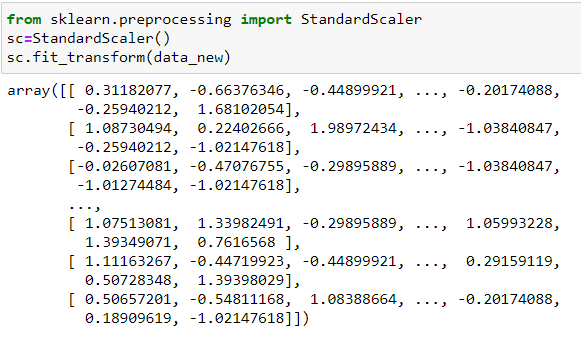 from sklearn.preprocessing import StandardScaler
sc=StandardScaler()
sc.fit_transform(data_new)
array([[ 0.31182077, -0.66376346, -0.44899921, ..., -0.20174088,
        -0.25940212,  1.68102054],
       [ 1.08730494,  0.22402666,  1.98972434, ..., -1.03840847,
        -0.25940212, -1.02147618],
       [-0.02607081, -0.47076755, -0.29895889, ..., -1.03840847,
        -1.01274484, -1.02147618],
       ...,
       [ 1.07513081,  1.33982491, -0.29895889, ...,  1.05993228,
         1.39349071,  0.7616568 ],
       [ 1.11163267, -0.44719923, -0.44899921, ...,  0.29159119,
         0.50728348,  1.39398029],
       [ 0.50657201, -0.54811168,  1.08388664, ..., -0.20174088,
         0.18909619, -1.02147618]])